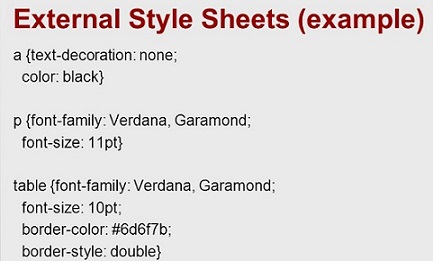 External Style Sheets (example)
a {text-decoration: none;
color: black}
p {font-family: Verdana, Garamond;
font-size: 11pt}
table {font-family: Verdana, Garamond;
font-size: 10pt;
border-color: #6d6f7b;
border-style: double}